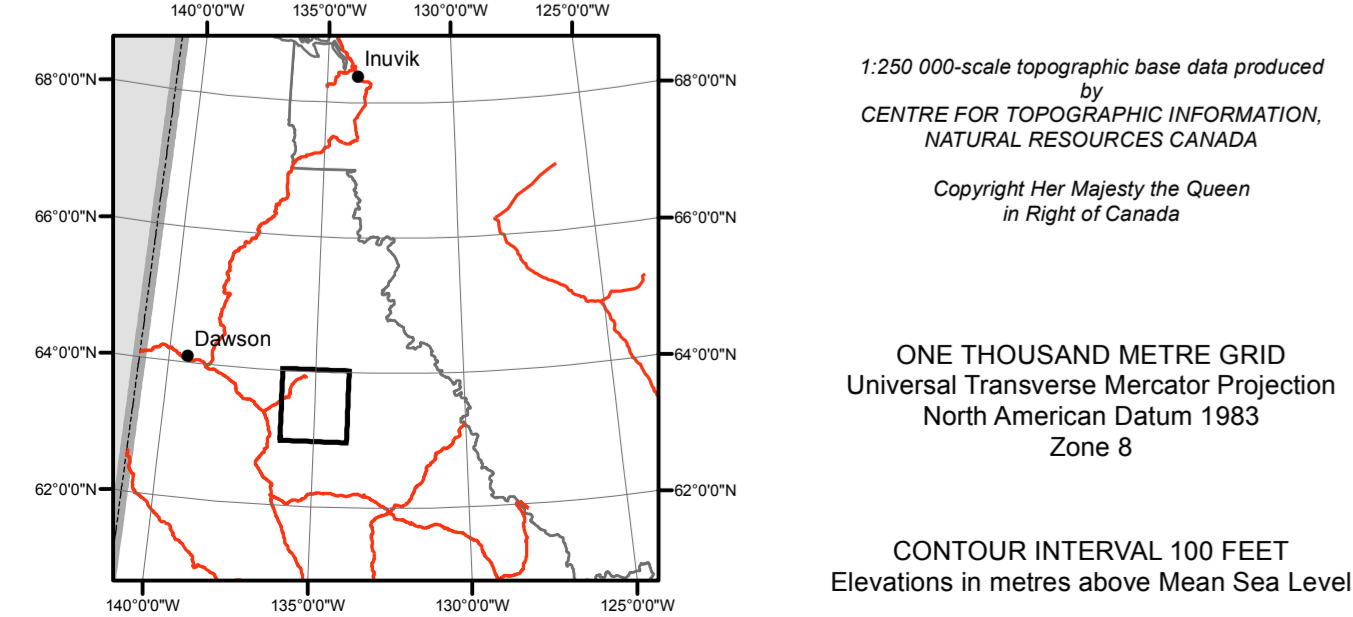 140°0'0"W 135°0'0"W 130°0'0"W 125°0'0"W
Inuvik
68°0'0"N 68°0'0"N
66°0'0"N 66°0'0"N
Dawson
64°0'0"N 64°0'0"N
62°0'0"N 62°0'0"N
140°0'0"W 135°0'0"W 130°0'0"W 125°0'0"W
1:250 000-scale topographic base data produced
by
CENTRE FOR TOPOGRAPHIC INFORMATION,
NATURAL RESOURCES CANADA
Copyright Her Majesty the Queen
in Right of Canada
ONE THOUSAND METRE GRID
Universal Transverse Mercator Projection
North American Datum 1983
Zone 8
CONTOUR INTERVAL 100 FEET
Elevations in metres above Mean Sea Level